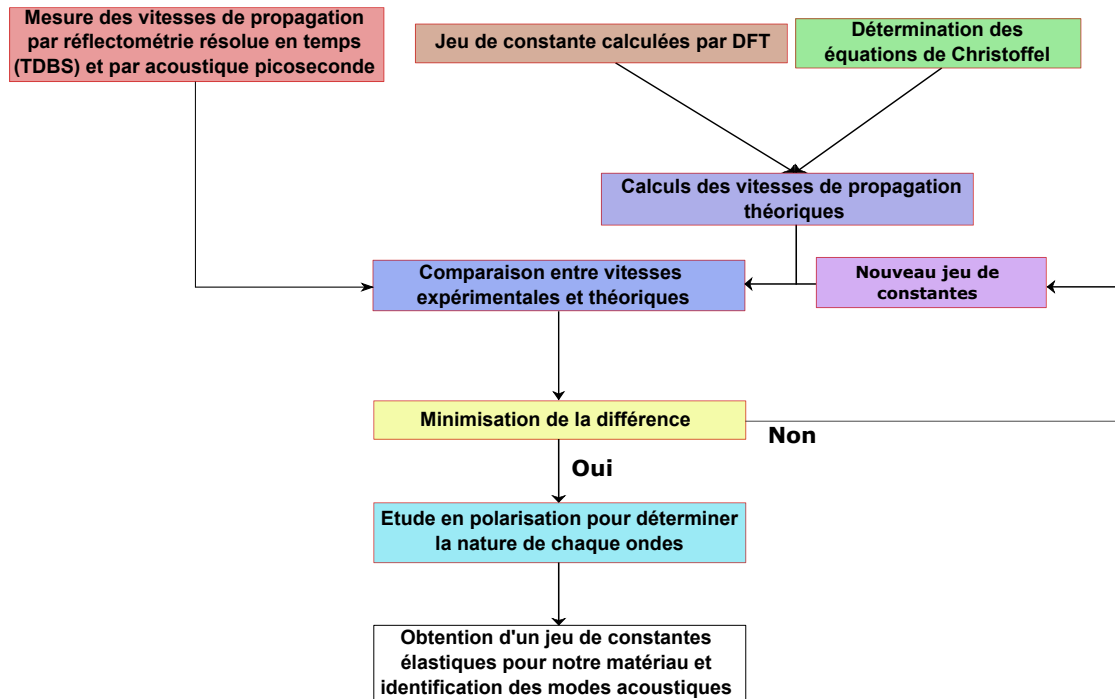 Mesure des vitesses de propagation
par réflectométrie résolue en temps
(TDBS) et par acoustique picoseconde
Jeu de constante calculées par DFT
Détermination des
équations de Christoffel
Calculs des vitesses de propagation
théoriques
Comparaison entre vitesses
expérimentales et théoriques
Nouveau jeu de
constantes
Minimisation de la différence
Non
Oui
Etude en polarisation pour déterminer
la nature de chaque ondes
Obtention d'un jeu de constantes
élastiques pour notre matériau et
identification des modes acoustiques